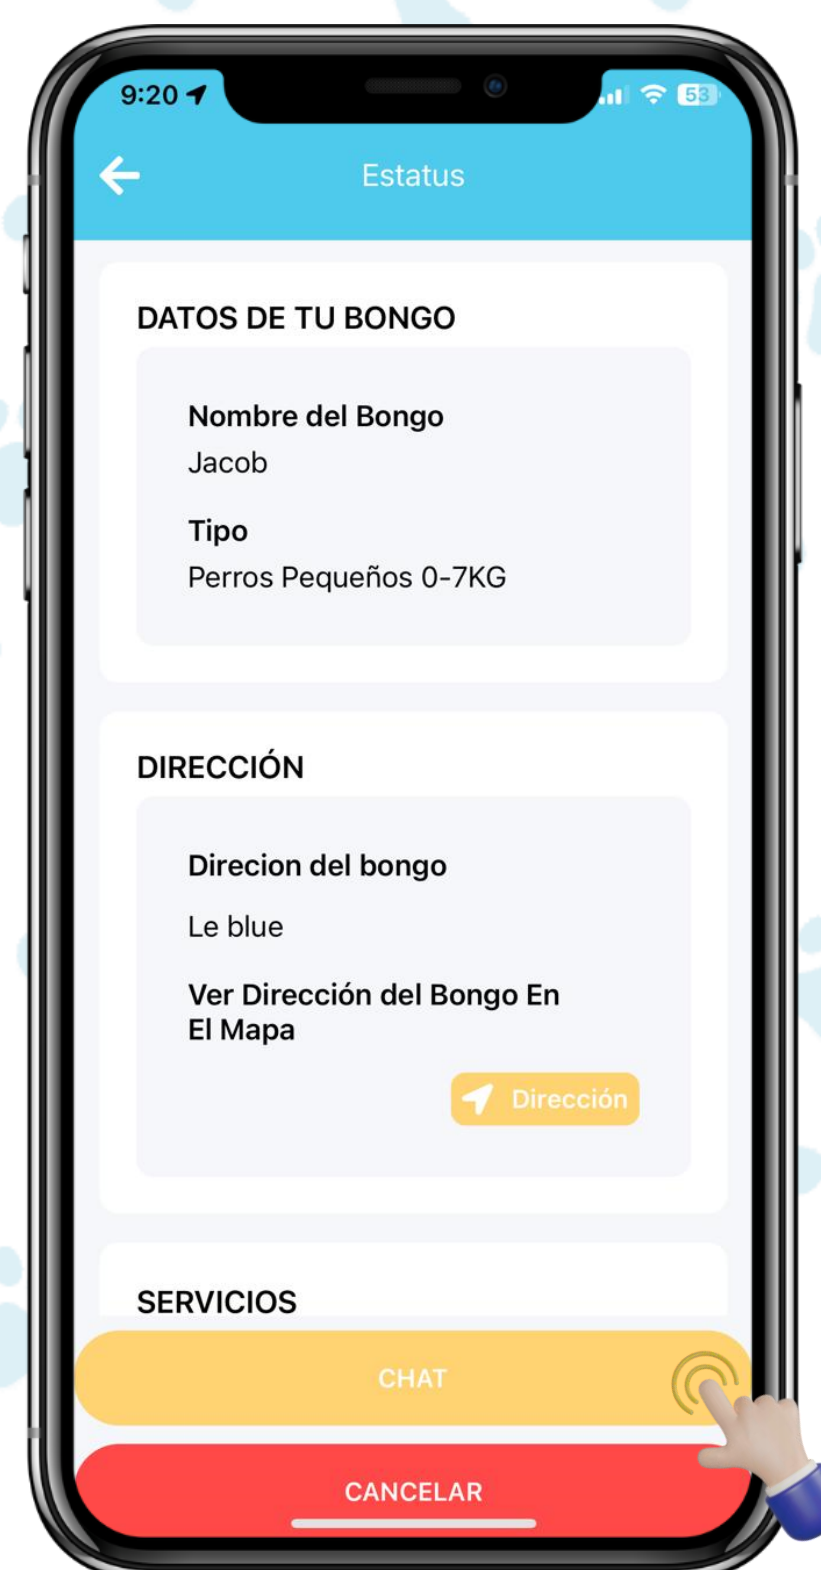 9:20
53
Estatus
DATOS DE TU BONGO
Nombre del Bongo
Jacob
Tipo
Perros Pequeños 0-7KG
DIRECCIÓN
Direcion del bongo
Le blue
Ver Dirección del Bongo En
El Mapa
Dirección
SERVICIOS
CHAT
CANCELAR